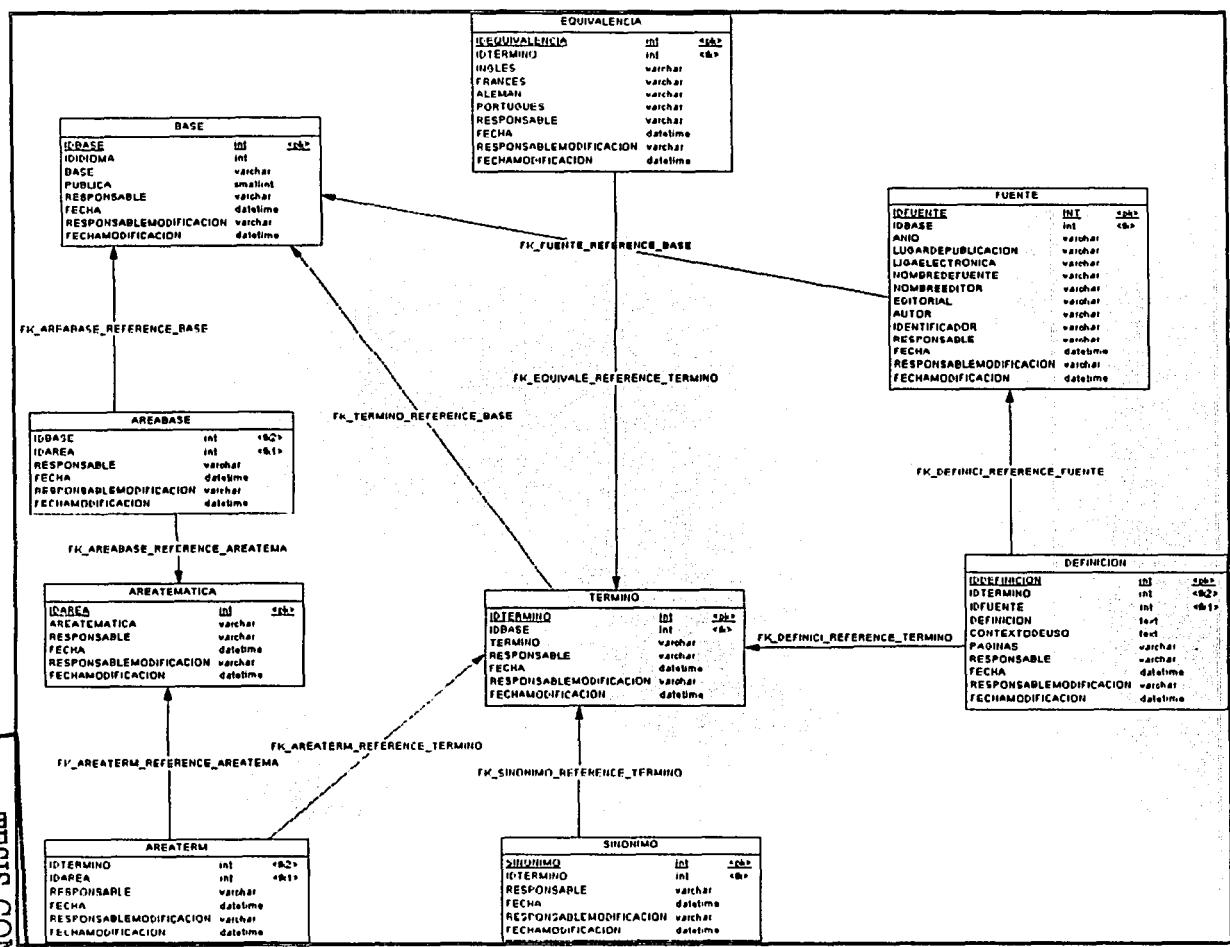 EQUIVALENCIA
IDEQUIVALENCIA int <pk>
IDTERMINO int <fk>
INGLES varchar
FRANCES varchar
ALEMAN varchar
PORTUGUES varchar
RESPONSABLE varchar
FECHA datetime
RESPONSABLEMODIFICACION varchar
FECHAMODIFICACION datetime
BASE
IDBASE int <pk>
IDIDIOMA int
BASE varchar
PUBLICA smallint
RESPONSABLE varchar
FECHA datetime
RESPONSABLEMODIFICACION varchar
FECHAMODIFICACION datetime
FUENTE
IDFUENTE INT <pk>
IDBASE int <fk>
ANIO varchar
LUGARDEPUBLICACION varchar
LIGAELECTRONICA varchar
NOMBREDEFUENTE varchar
NOMBREEDITOR varchar
EDITORIAL varchar
AUTOR varchar
IDENTIFICADOR varchar
RESPONSABLE varchar
FECHA datetime
RESPONSABLEMODIFICACION varchar
FECHAMODIFICACION datetime
FK_FUENTE_REFERENCE_BASE
FK_AREABASE_REFERENCE_BASE
FK_EQUIVALE_REFERENCE_TERMINO
FK_TERMINO_REFERENCE_BASE
AREABASE
IDBASE int <fk2>
IDAREA int <fk1>
RESPONSABLE varchar
FECHA datetime
RESPONSABLEMODIFICACION varchar
FECHAMODIFICACION datetime
FK_DEFINICI_REFERENCE_FUENTE
FK_AREABASE_REFERENCE_AREATEMA
AREATEMATICA
IDAREA int <pk>
AREATEMATICA varchar
RESPONSABLE varchar
FECHA datetime
RESPONSABLEMODIFICACION varchar
FECHAMODIFICACION datetime
TERMINO
IDTERMINO int <pk>
IDBASE int <fk>
TERMINO varchar
RESPONSABLE varchar
FECHA datetime
RESPONSABLEMODIFICACION varchar
FECHAMODIFICACION datetime
FK_DEFINICI_REFERENCE_TERMINO
DEFINICION
IDDEFINICION int <pk>
IDTERMINO int <fk2>
IDFUENTE int <fk1>
DEFINICION text
CONTEXTODEUSO text
PAGINAS varchar
RESPONSABLE varchar
FECHA datetime
RESPONSABLEMODIFICACION varchar
FECHAMODIFICACION datetime
FK_AREATERM_REFERENCE_TERMINO
FK_AREATERM_REFERENCE_AREATEMA
FK_SINONIMO_REFERENCE_TERMINO
AREATERM
IDTERMINO int <fk2>
IDAREA int <fk1>
RESPONSABLE varchar
FECHA datetime
RESPONSABLEMODIFICACION varchar
FECHAMODIFICACION datetime
SINONIMO
SINONIMO int <pk>
IDTERMINO int <fk>
RESPONSABLE varchar
FECHA datetime
RESPONSABLEMODIFICACION varchar
FECHAMODIFICACION datetime